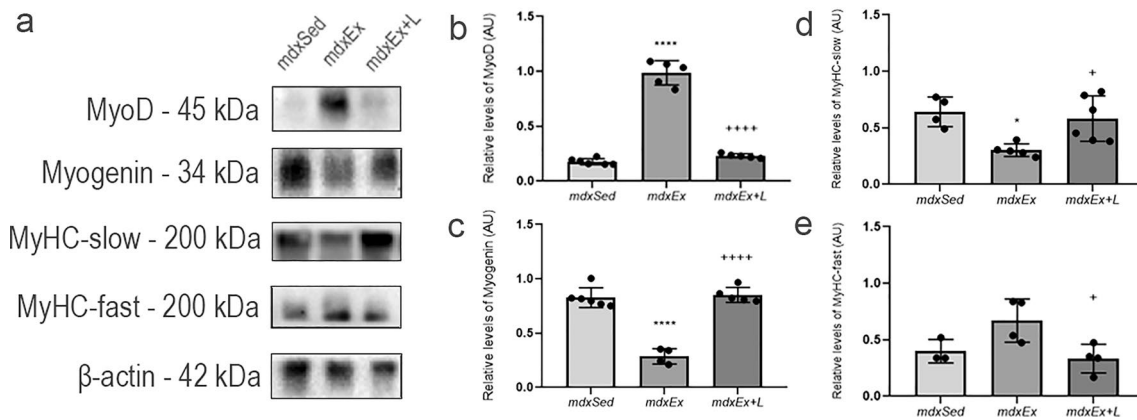 a
mdxSed
mdxEx
mdxEx+L
MyoD - 45 kDa
Myogenin - 34 kDa
MyHC-slow - 200 kDa
MyHC-fast - 200 kDa
β-actin - 42 kDa
b
Relative levels of MyoD (AU)
1.5
1.0
0.5
0.0
****
++++
mdxSed
mdxEx
mdxEx+L
c
Relative levels of Myogenin (AU)
1.5
1.0
0.5
0.0
****
++++
mdxSed
mdxEx
mdxEx+L
d
Relative levels of MyHC-slow (AU)
1.5
1.0
0.5
0.0
*
+
mdxSed
mdxEx
mdxEx+L
e
Relative levels of MyHC-fast (AU)
1.5
1.0
0.5
0.0
+
mdxSed
mdxEx
mdxEx+L